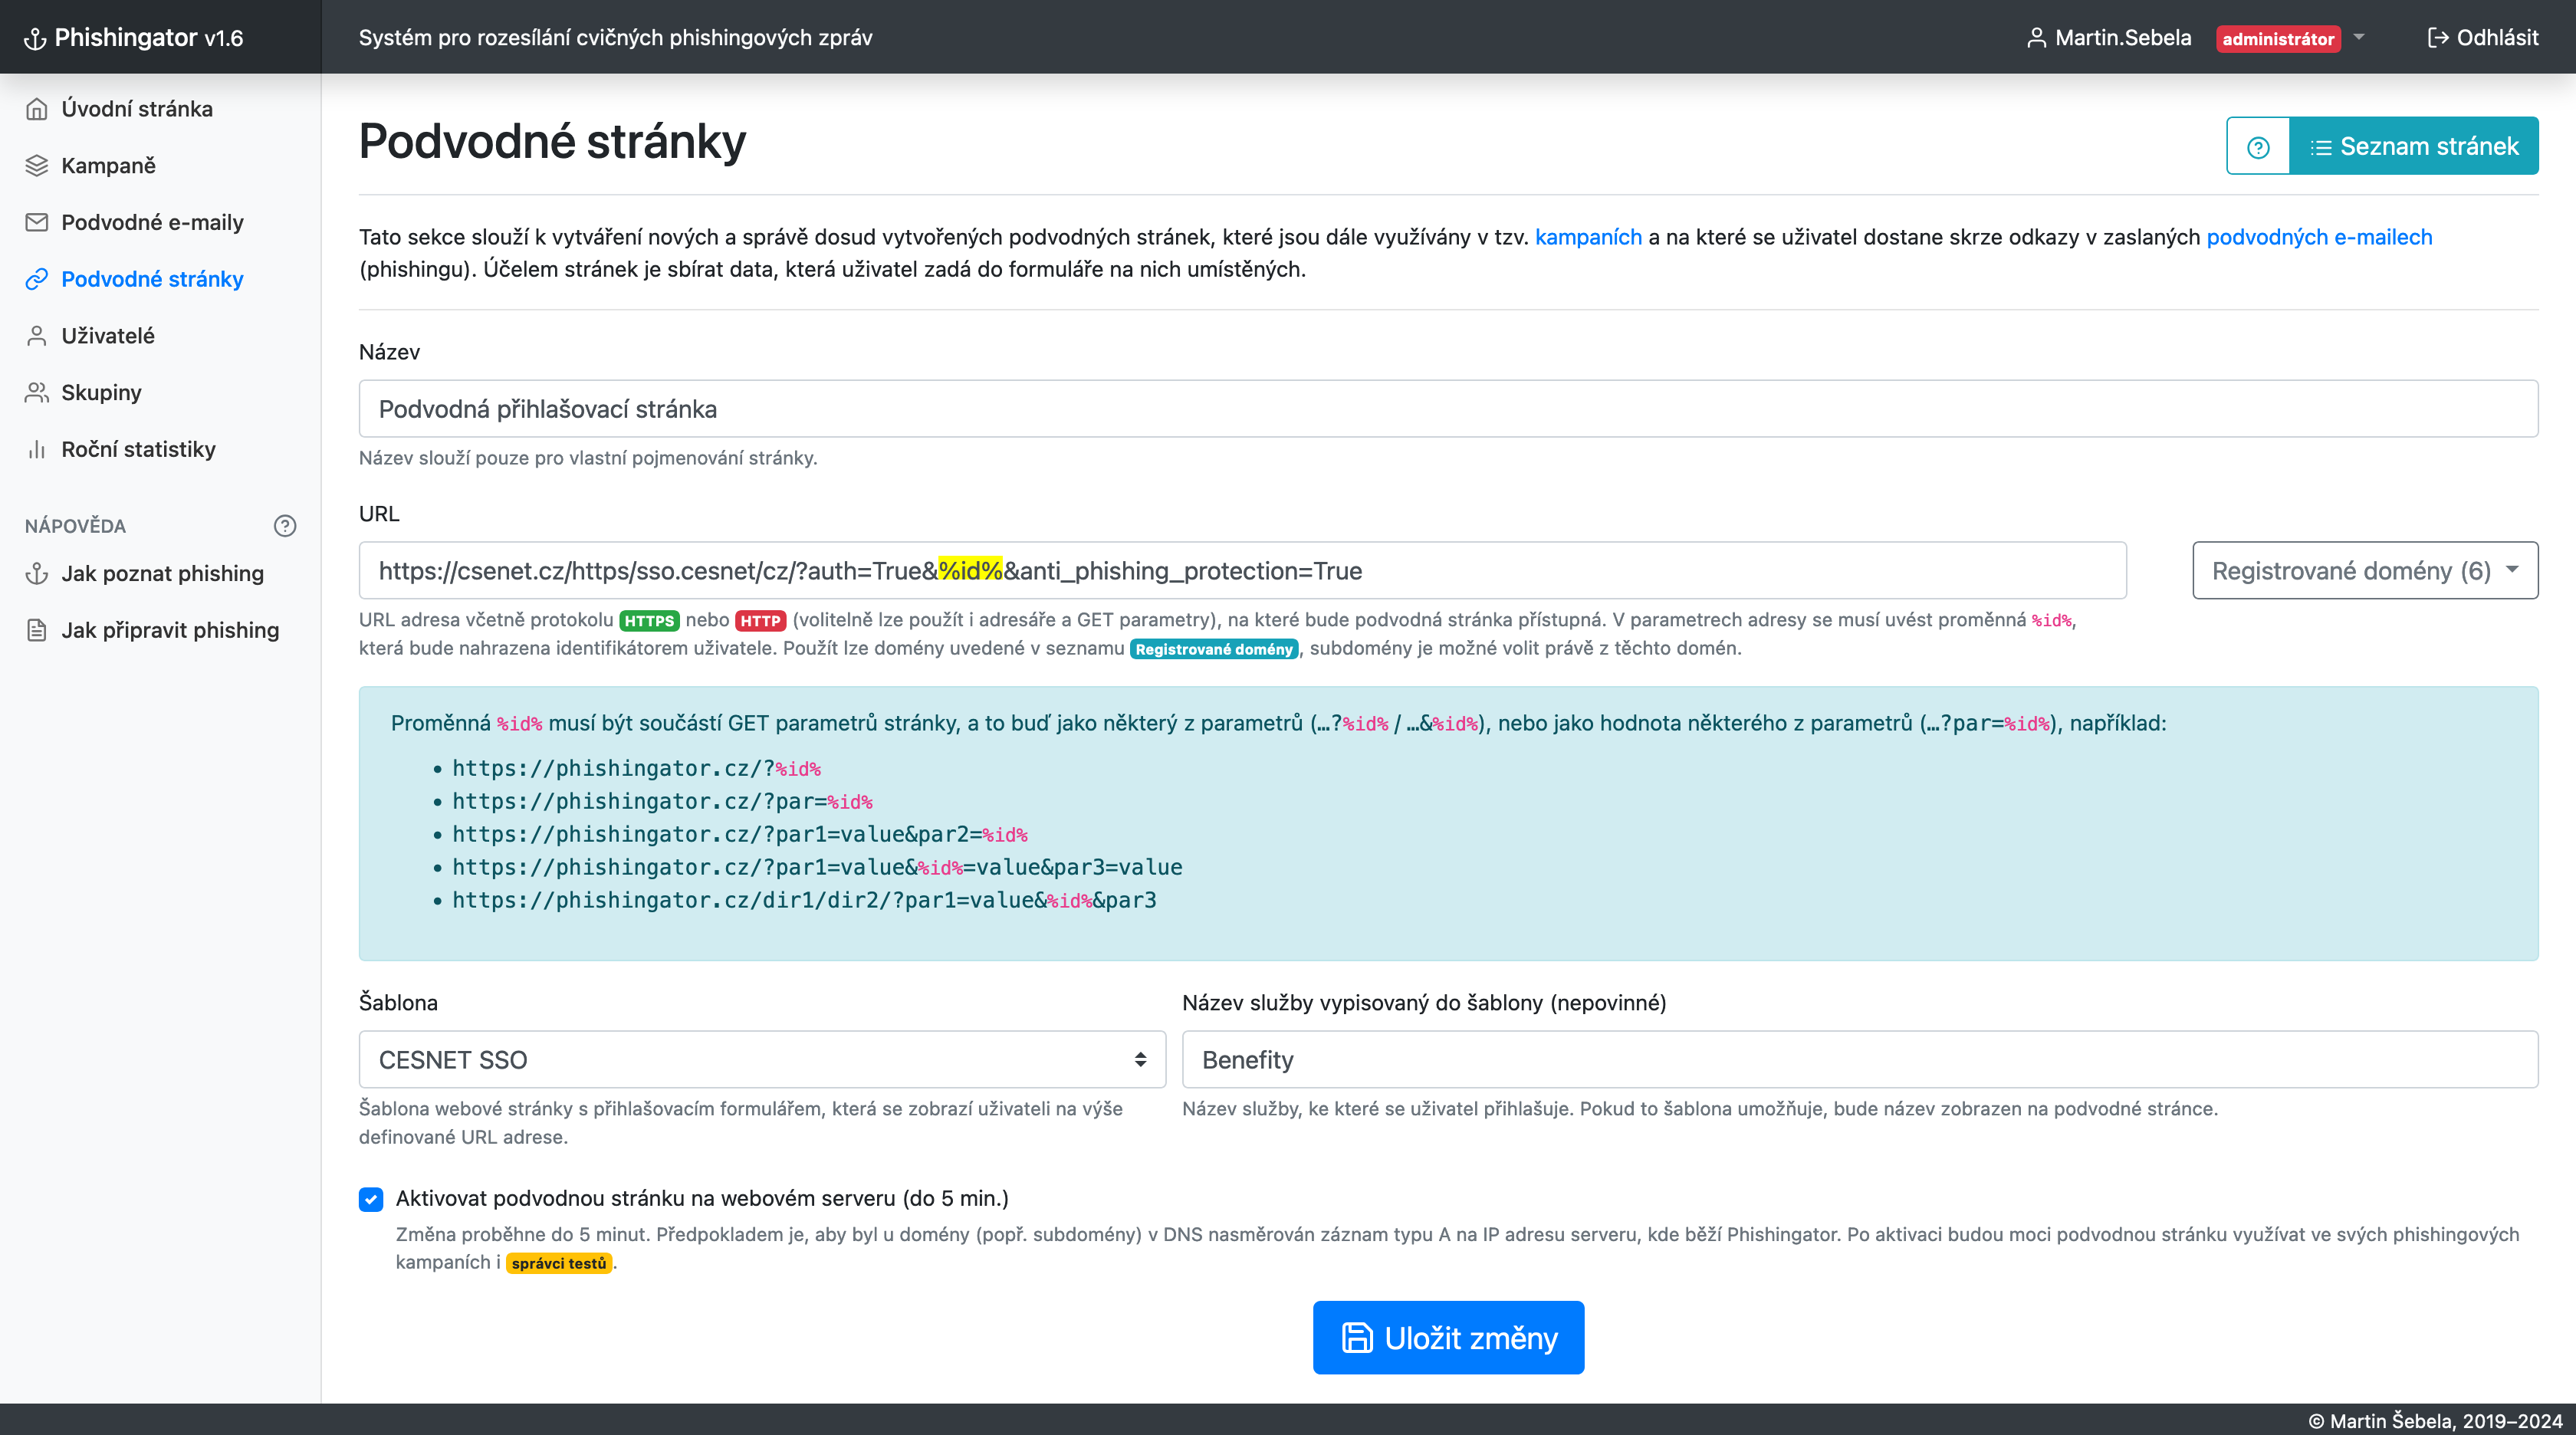 Phishingator v1.6
Systém pro rozesílání cvičných phishingových zpráv
Martin.Sebela
administrátor
Odhlásit
Úvodní stránka
Kampaně
Podvodné e-maily
Podvodné stránky
Uživatelé
Skupiny
Roční statistiky
NÁPOVĚDA
Jak poznat phishing
Jak připravit phishing
Podvodné stránky
Seznam stránek
Tato sekce slouží k vytváření nových a správě dosud vytvořených podvodných stránek, které jsou dále využívány v tzv. kampaních a na které se uživatel dostane skrze odkazy v zaslaných podvodných e-mailech
(phishingu). Účelem stránek je sbírat data, která uživatel zadá do formuláře na nich umístěných.
Název
Podvodná přihlašovací stránka
Název slouží pouze pro vlastní pojmenování stránky.
URL
https://csenet.cz/https/sso.cesnet/cz/?auth=True&%id%&anti_phishing_protection=True
Registrované domény (6)
URL adresa včetně protokolu HTTPS nebo HTTP (volitelně lze použít i adresáře a GET parametry), na které bude podvodná stránka přístupná. V parametrech adresy se musí uvést proměnná %id%,
která bude nahrazena identifikátorem uživatele. Použít lze domény uvedené v seznamu Registrované domény, subdomény je možné volit právě z těchto domén.
Proměnná %id% musí být součástí GET parametrů stránky, a to buď jako některý z parametrů (…?%id% / …&%id%), nebo jako hodnota některého z parametrů (…?par=%id%), například:
• https://phishingator.cz/?%id%
• https://phishingator.cz/?par=%id%
• https://phishingator.cz/?par1=value&par2=%id%
• https://phishingator.cz/?par1=value&%id%=value&par3=value
• https://phishingator.cz/dir1/dir2/?par1=value&%id%&par3
Šablona
CESNET SSO
Šablona webové stránky s přihlašovacím formulářem, která se zobrazí uživateli na výše
definované URL adrese.
Název služby vypisovaný do šablony (nepovinné)
Benefity
Název služby, ke které se uživatel přihlašuje. Pokud to šablona umožňuje, bude název zobrazen na podvodné stránce.
Aktivovat podvodnou stránku na webovém serveru (do 5 min.)
Změna proběhne do 5 minut. Předpokladem je, aby byl u domény (popř. subdomény) v DNS nasměrován záznam typu A na IP adresu serveru, kde běží Phishingator. Po aktivaci budou moci podvodnou stránku využívat ve svých phishingových
kampaních i správci testů.
Uložit změny
© Martin Šebela, 2019–2024